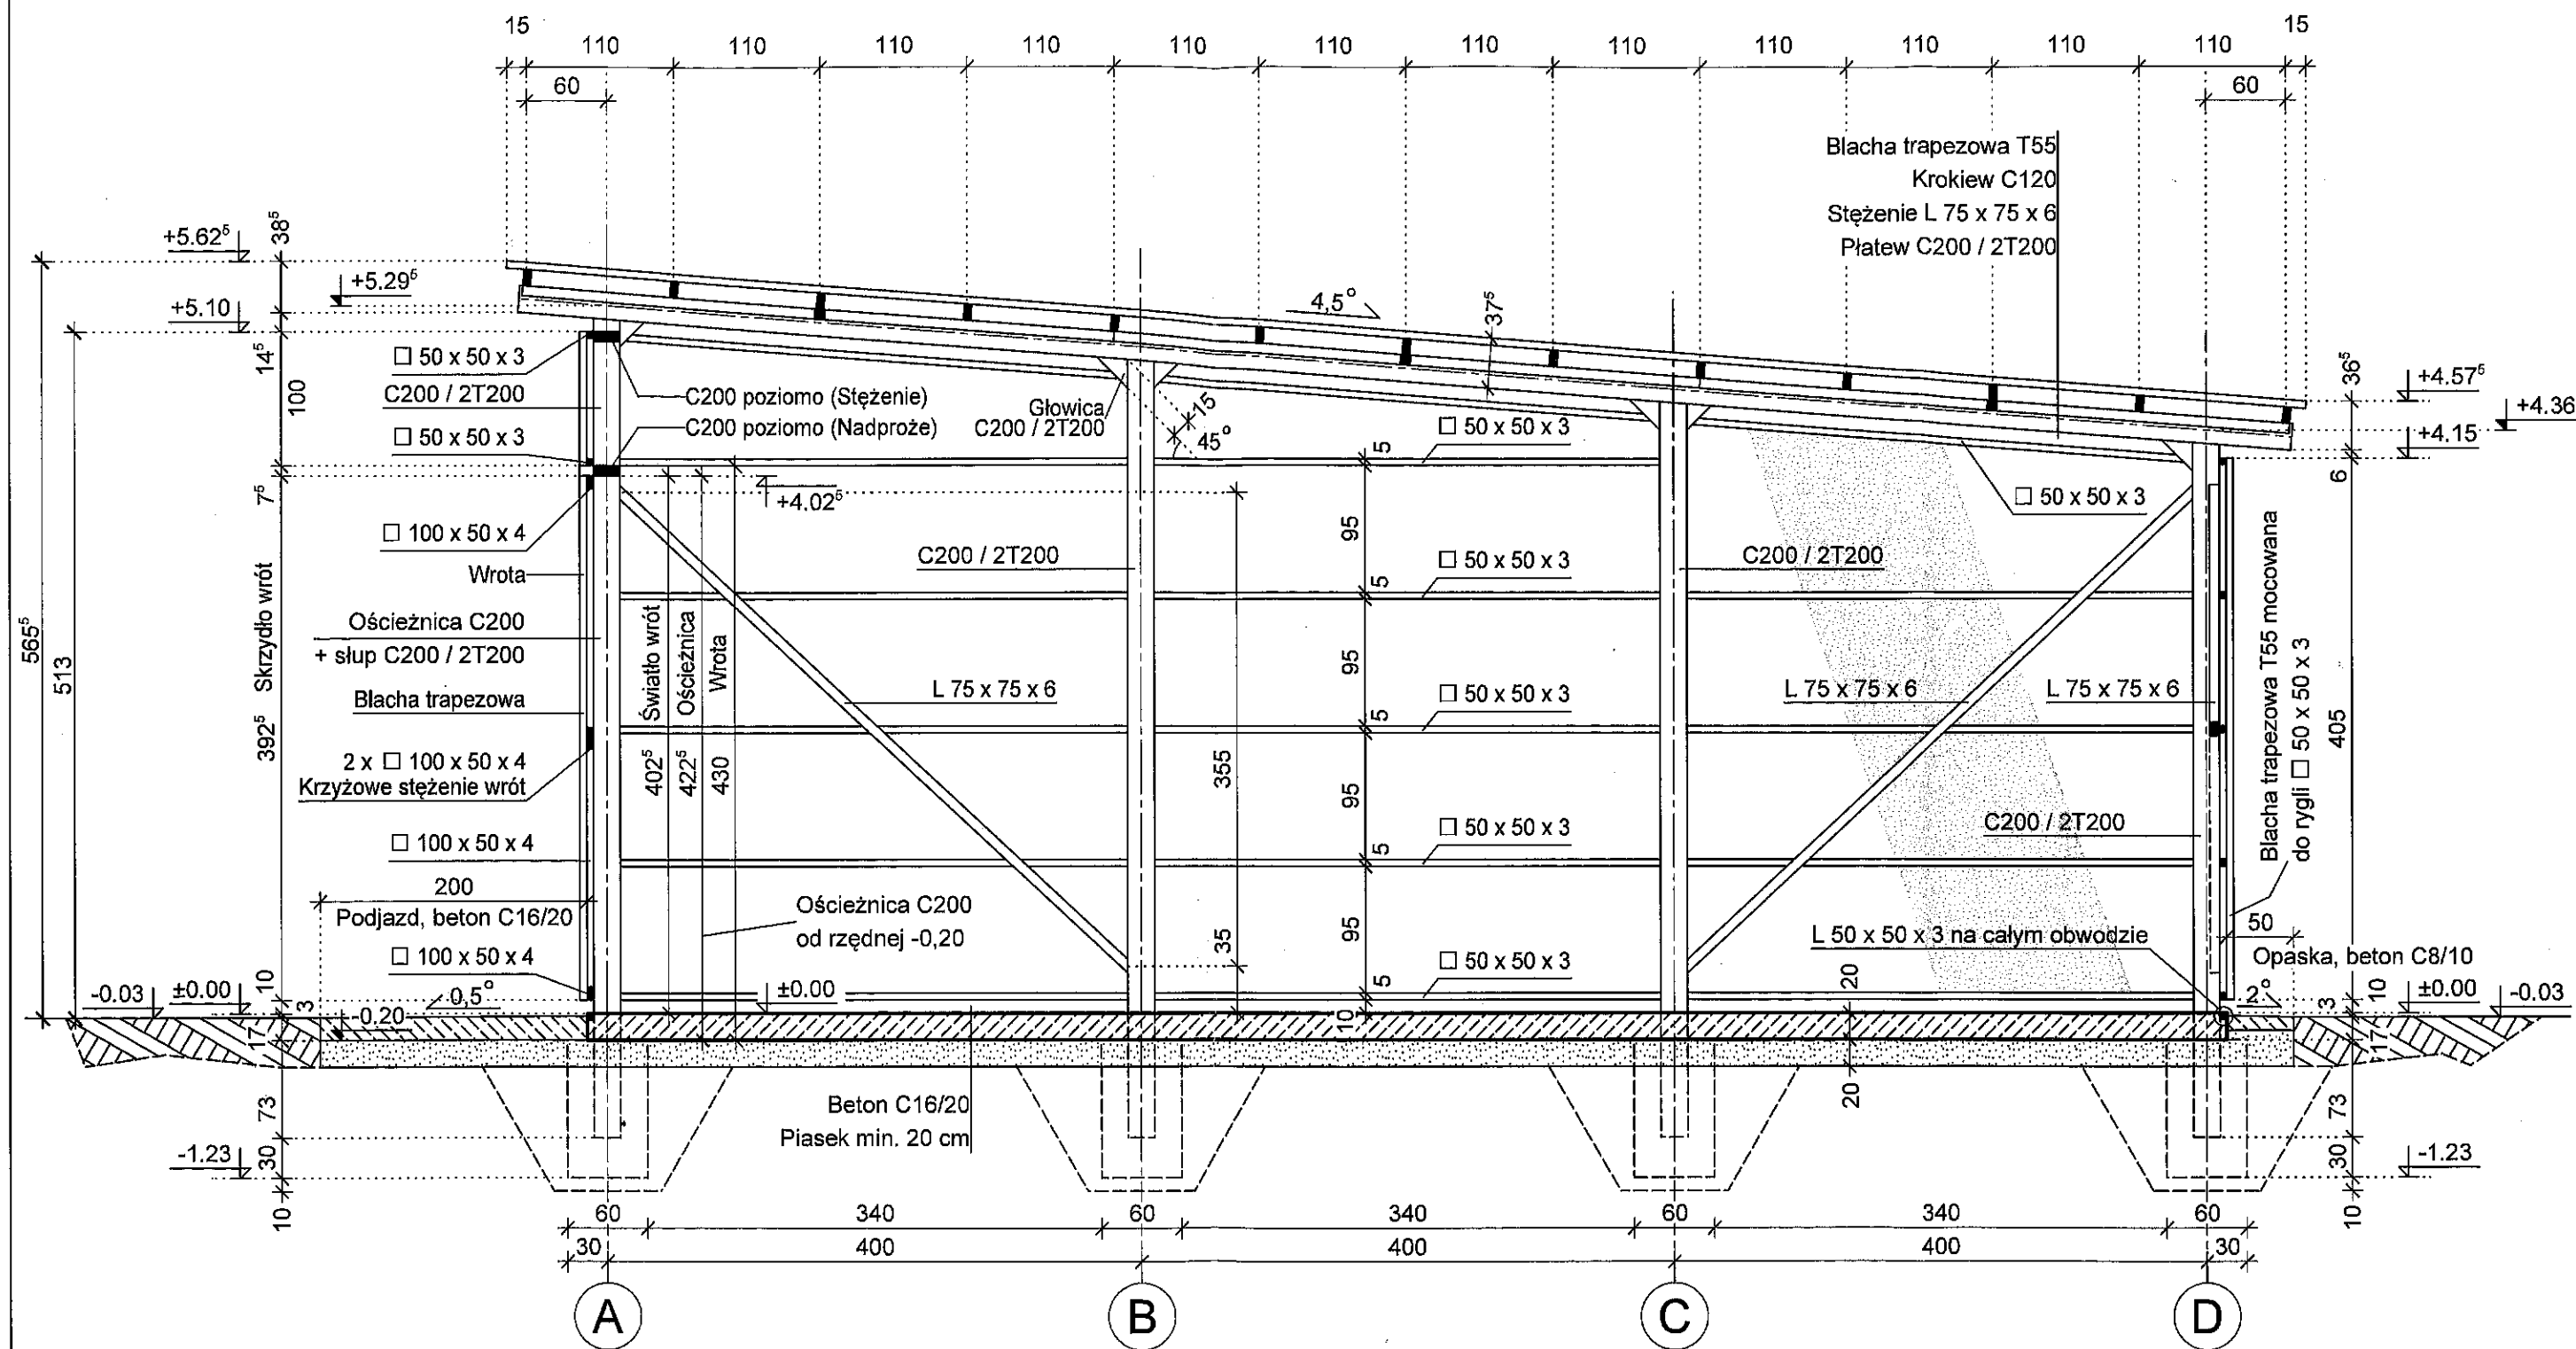 15 110 110 110 110 110 110 110 110 110 110 110 110 15
60 60
Blacha trapezowa T55
Krokiew C120
Stężenie L 75 x 75 x 6
Płatew C200 / 2T200
+5.62⁵
38⁵
+5.29⁵
+5.10
14⁵
100
7⁵
Skrzydło wrót
392⁵
565⁵
513
4,5°
37⁵
36⁵
+4.57⁵
+4.36
+4.15
6
□ 50 x 50 x 3
C200 / 2T200
□ 50 x 50 x 3
C200 poziomo (Stężenie)
C200 poziomo (Nadproże)
Głowica
C200 / 2T200
15
45°
□ 50 x 50 x 3
+4.02⁵
□ 50 x 50 x 3
□ 100 x 50 x 4
Wrota
Ościeżnica C200
+ słup C200 / 2T200
Blacha trapezowa
2 x □ 100 x 50 x 4
Krzyżowe stężenie wrót
□ 100 x 50 x 4
200
Podjazd, beton C16/20
□ 100 x 50 x 4
Światło wrót
402⁵
Ościeżnica
422⁵
Wrota
430
C200 / 2T200
□ 50 x 50 x 3
C200 / 2T200
L 75 x 75 x 6
□ 50 x 50 x 3
L 75 x 75 x 6
L 75 x 75 x 6
355
35
5
95
5
95
5
95
5
95
5
10
□ 50 x 50 x 3
C200 / 2T200
Blacha trapezowa T55 mocowana
do rygli □ 50 x 50 x 3
405
Ościeżnica C200
od rzędnej -0,20
L 50 x 50 x 3 na całym obwodzie
50
Opaska, beton C8/10
□ 50 x 50 x 3
-0.03
±0.00
10
3
0,5°
-0.20
17
±0.00
20
2°
3
10
±0.00
-0.03
17
73
-1.23
30
10
Beton C16/20
Piasek min. 20 cm
20
73
30
-1.23
10
60 340 60 340 60 340 60
30 400 400 400 30
A B C D